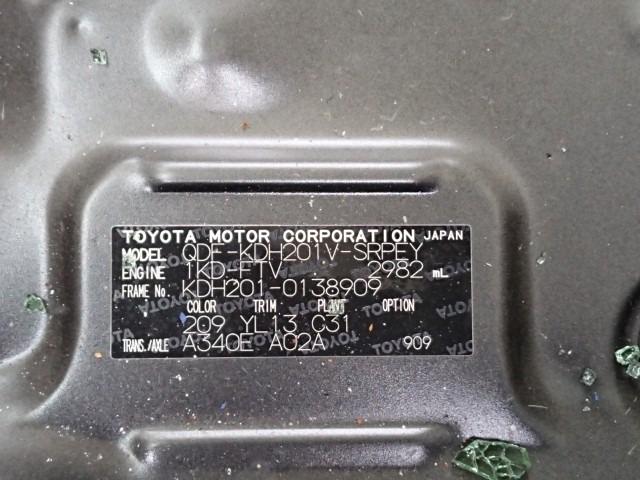 TOYOTA MOTOR CORPORATION JAPAN
MODEL QDF-KDH201V-SRPEY
ENGINE 1KD-FTV 2982 mL
FRAME No. KDH201-0138909
COLOR TRIM PLANT OPTION
209 YL13 C31
TRANS./AXLE A340E A02A 909